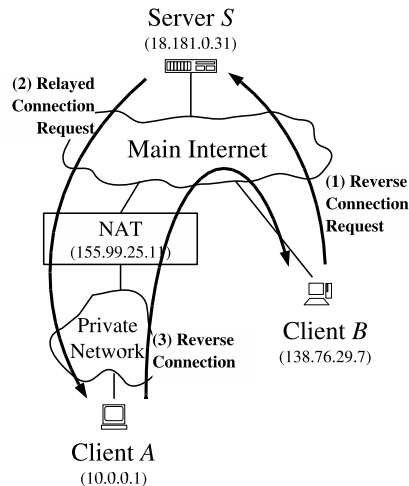 Server S
(18.181.0.31)
(2) Relayed
Connection
Request
Main Internet
(1) Reverse
Connection
Request
NAT
(155.99.25.11)
Private
Network
(3) Reverse
Connection
Client B
(138.76.29.7)
Client A
(10.0.0.1)